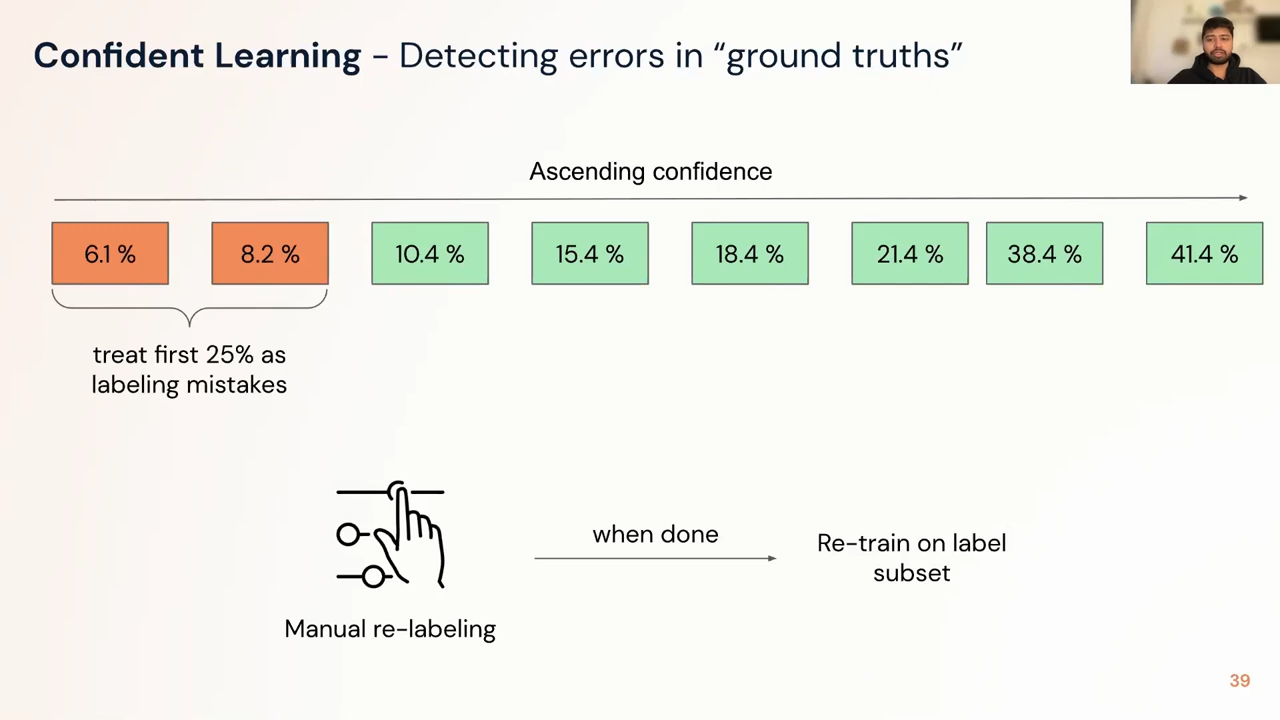 Confident Learning - Detecting errors in “ground truths”
Ascending confidence
6.1 % 8.2 % 10.4 % 15.4 % 18.4 % 21.4 % 38.4 % 41.4 %
treat first 25% as
labeling mistakes
when done
Re-train on label
subset
Manual re-labeling
39